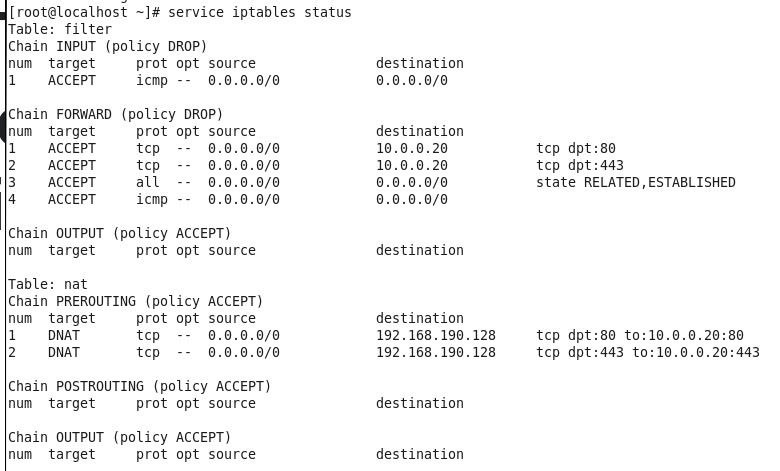 [root@localhost ~]# service iptables status
Table: filter
Chain INPUT (policy DROP)
num  target     prot opt source               destination
1    ACCEPT     icmp --  0.0.0.0/0            0.0.0.0/0

Chain FORWARD (policy DROP)
num  target     prot opt source               destination
1    ACCEPT     tcp  --  0.0.0.0/0            10.0.0.20           tcp dpt:80
2    ACCEPT     tcp  --  0.0.0.0/0            10.0.0.20           tcp dpt:443
3    ACCEPT     all  --  0.0.0.0/0            0.0.0.0/0           state RELATED,ESTABLISHED
4    ACCEPT     icmp --  0.0.0.0/0            0.0.0.0/0

Chain OUTPUT (policy ACCEPT)
num  target     prot opt source               destination

Table: nat
Chain PREROUTING (policy ACCEPT)
num  target     prot opt source               destination
1    DNAT       tcp  --  0.0.0.0/0            192.168.190.128     tcp dpt:80 to:10.0.0.20:80
2    DNAT       tcp  --  0.0.0.0/0            192.168.190.128     tcp dpt:443 to:10.0.0.20:443

Chain POSTROUTING (policy ACCEPT)
num  target     prot opt source               destination

Chain OUTPUT (policy ACCEPT)
num  target     prot opt source               destination